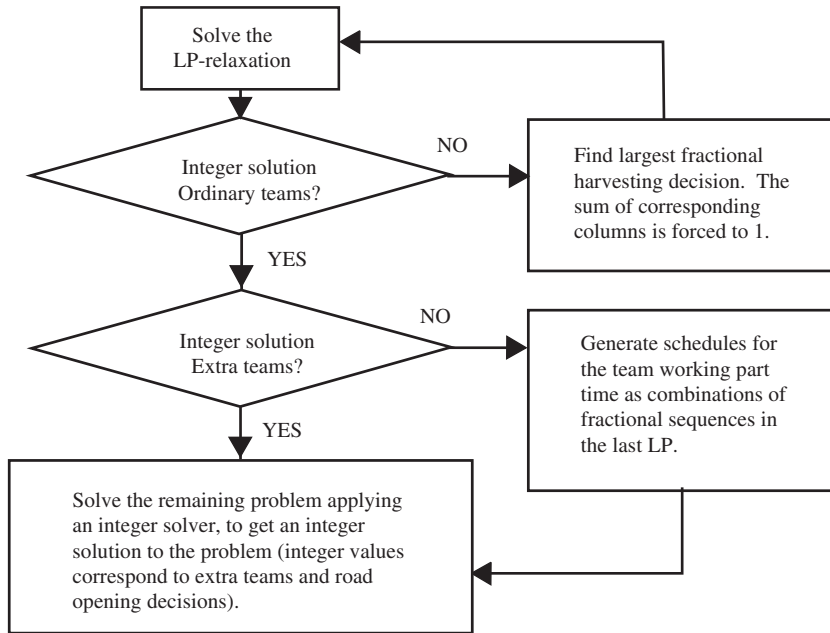 Solve the
LP-relaxation
Integer solution
Ordinary teams?
NO
Find largest fractional
harvesting decision. The
sum of corresponding
columns is forced to 1.
YES
Integer solution
Extra teams?
NO
Generate schedules for
the team working part
time as combinations of
fractional sequences in
the last LP.
YES
Solve the remaining problem applying
an integer solver, to get an integer
solution to the problem (integer values
correspond to extra teams and road
opening decisions).